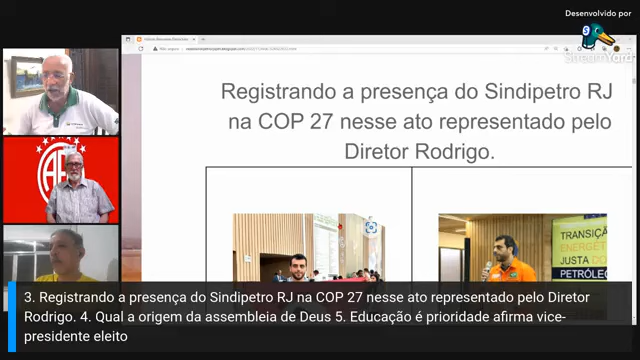 Desenvolvido por
StreamYard
Registrando a presença do Sindipetro RJ
na COP 27 nesse ato representado pelo
Diretor Rodrigo.
TRANSIÇÃO
ENERGÉT
JUSTA DO
PETRÓLE
3. Registrando a presença do Sindipetro RJ na COP 27 nesse ato representado pelo Diretor
Rodrigo. 4. Qual a origem da assembleia de Deus 5. Educação é prioridade afirma vice-
presidente eleito